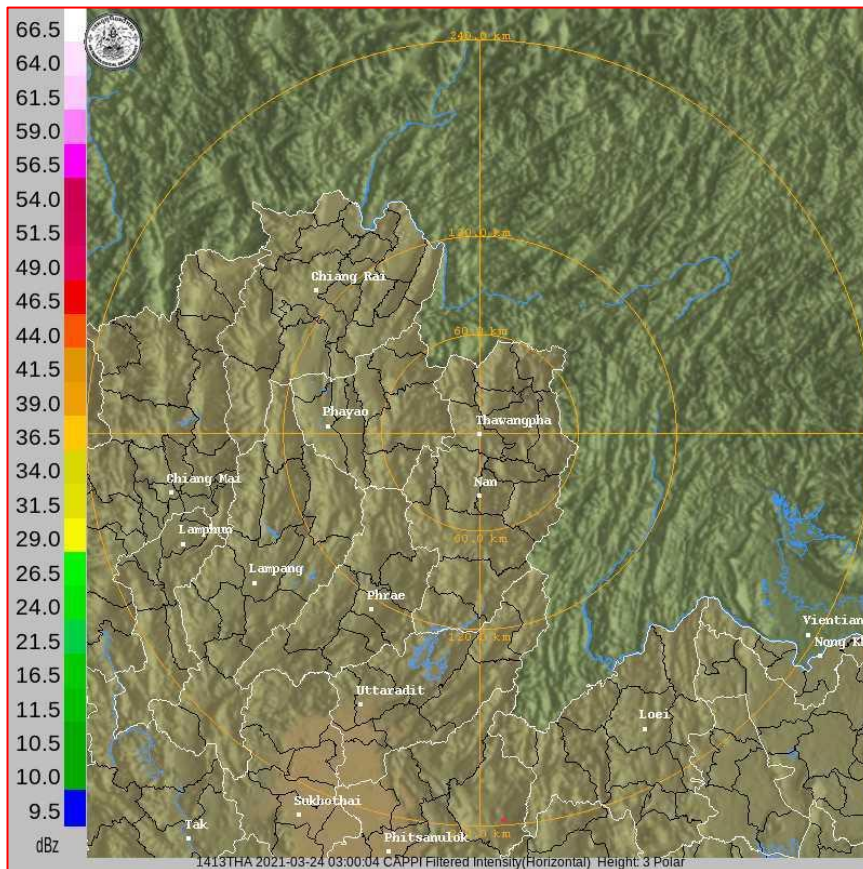 66.5
64.0
61.5
59.0
56.5
54.0
51.5
49.0
46.5
44.0
41.5
39.0
36.5
34.0
31.5
29.0
26.5
24.0
21.5
16.5
11.5
10.5
10.0
9.5
dBz
240.0 km
120.0 km
Chiang Rai
60.0 km
Phayao
Thawangpha
Chiang Mai
Nan
Lamphun
60.0 km
Lampang
Phrae
Vientian
120.0 km
Nong Kh
Uttaradit
Loei
Sukhothai
Tak
Phitsanulok
1413THA 2021-03-24 03:00:04 CAPPI Filtered Intensity(Horizontal) Height: 3 Polar